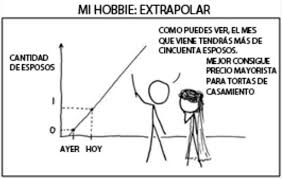 MI HOBBIE: EXTRAPOLAR
COMO PUEDES VER, EL MES
QUE VIENE TENDRÁS MÁS DE
CINCUENTA ESPOSOS.
MEJOR CONSIGUE
PRECIO MAYORISTA
PARA TORTAS DE
CASAMIENTO
CANTIDAD
DE ESPOSOS
1
0
AYER HOY